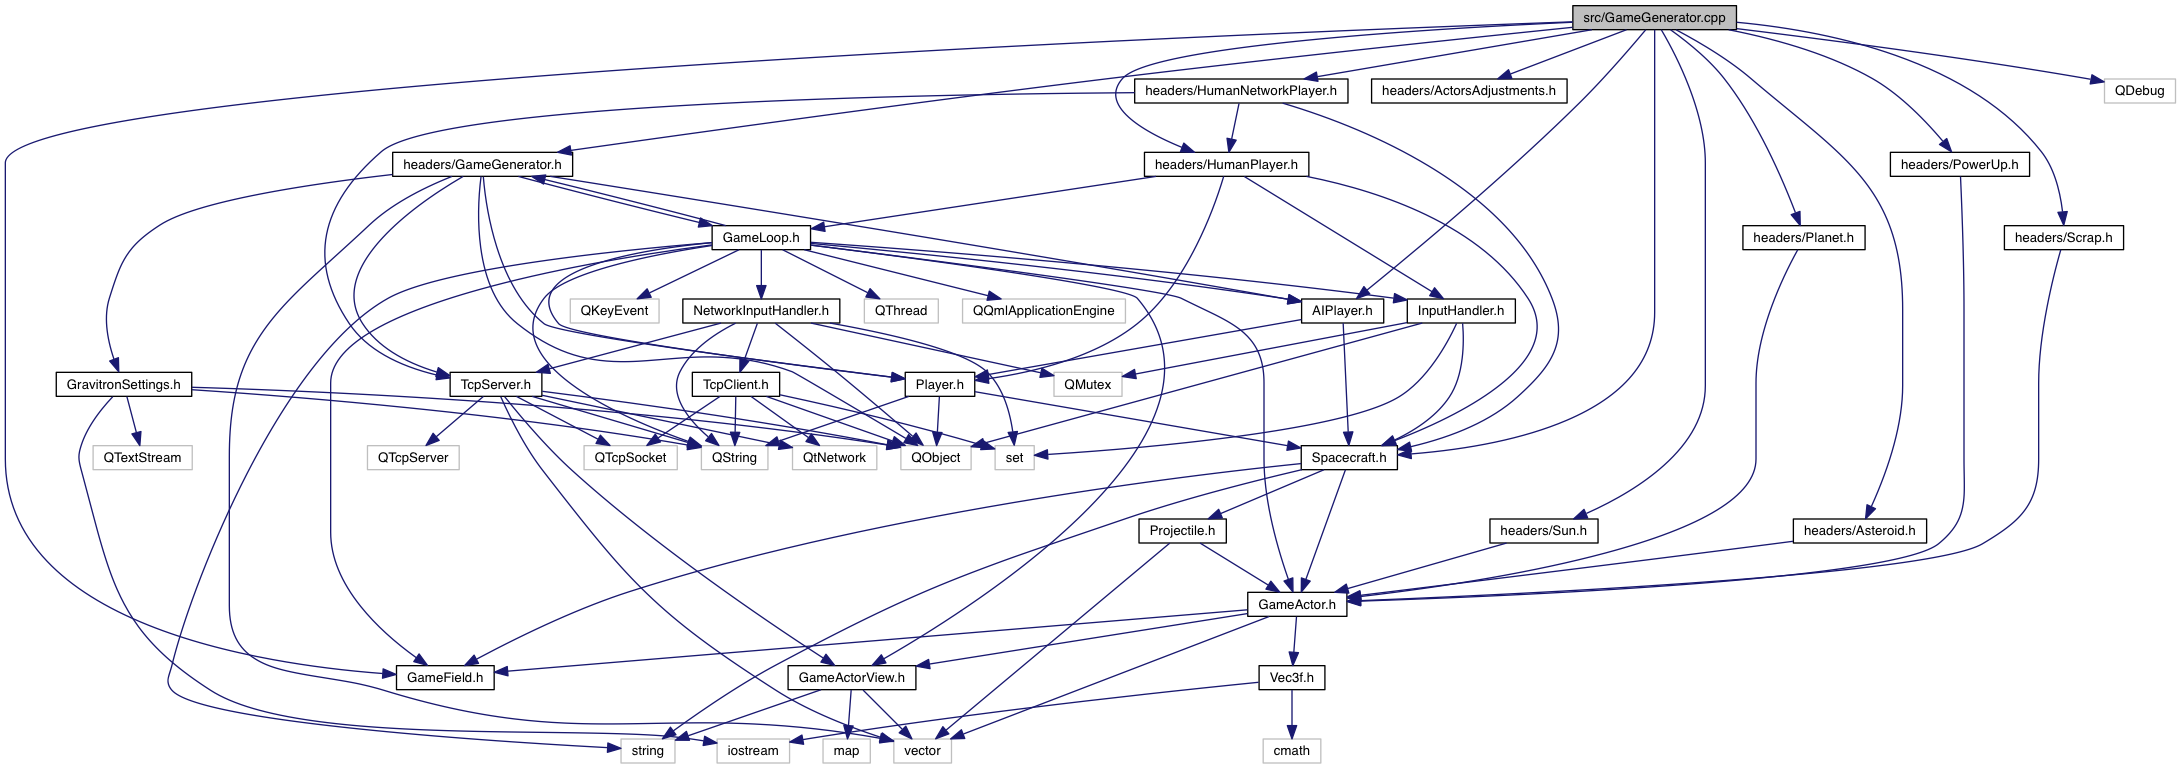 src/GameGenerator.cpp
headers/HumanNetworkPlayer.h
headers/ActorsAdjustments.h
QDebug
headers/GameGenerator.h
headers/HumanPlayer.h
headers/PowerUp.h
GameLoop.h
headers/Planet.h
headers/Scrap.h
QKeyEvent
NetworkInputHandler.h
QThread
QQmlApplicationEngine
AIPlayer.h
InputHandler.h
GravitronSettings.h
TcpServer.h
TcpClient.h
Player.h
QMutex
QTextStream
QTcpServer
QTcpSocket
QString
QtNetwork
QObject
set
Spacecraft.h
Projectile.h
headers/Sun.h
headers/Asteroid.h
GameActor.h
GameField.h
GameActorView.h
Vec3f.h
string
iostream
map
vector
cmath